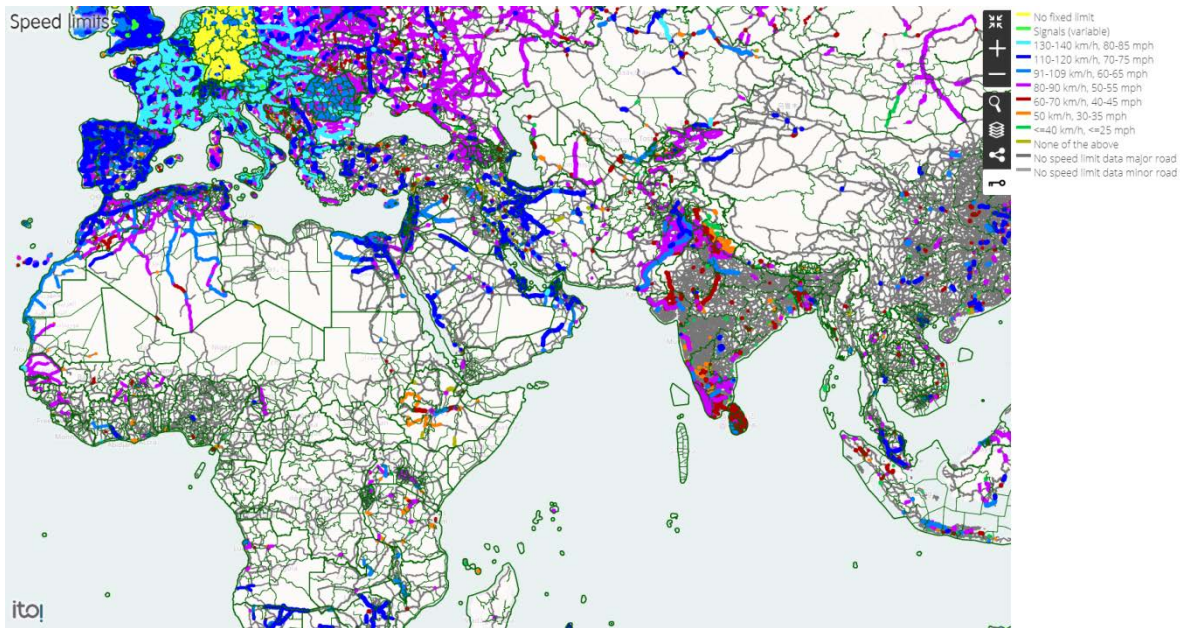 Speed limits
No fixed limit
Signals (variable)
130-140 km/h, 80-85 mph
110-120 km/h, 70-75 mph
91-109 km/h, 60-65 mph
80-90 km/h, 50-55 mph
60-70 km/h, 40-45 mph
50 km/h, 30-35 mph
<=40 km/h, <=25 mph
None of the above
No speed limit data major road
No speed limit data minor road
ito!